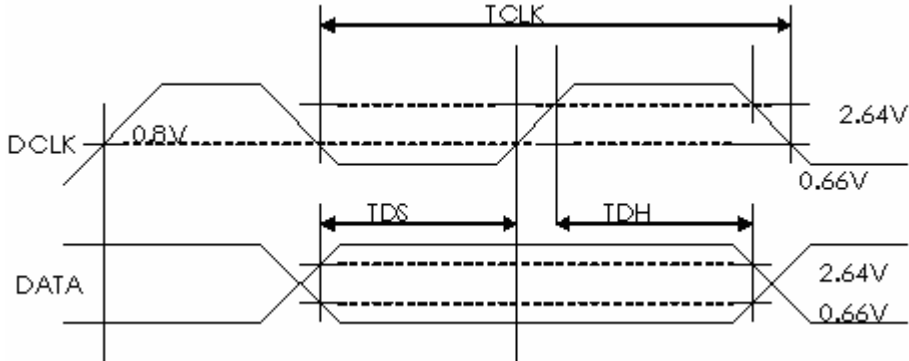 TCLK
2.64V
DCLK
0.8V
0.66V
TDS
TDH
DATA
2.64V
0.66V